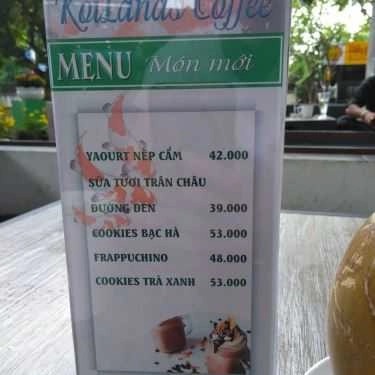 KoiLands Coffee
MENU Món mới
YAOURT NẾP CẨM 42.000
SỮA TƯƠI TRÂN CHÂU
ĐƯỜNG ĐEN 39.000
COOKIES BẠC HÀ 53.000
FRAPPUCHINO 48.000
COOKIES TRÀ XANH 53.000